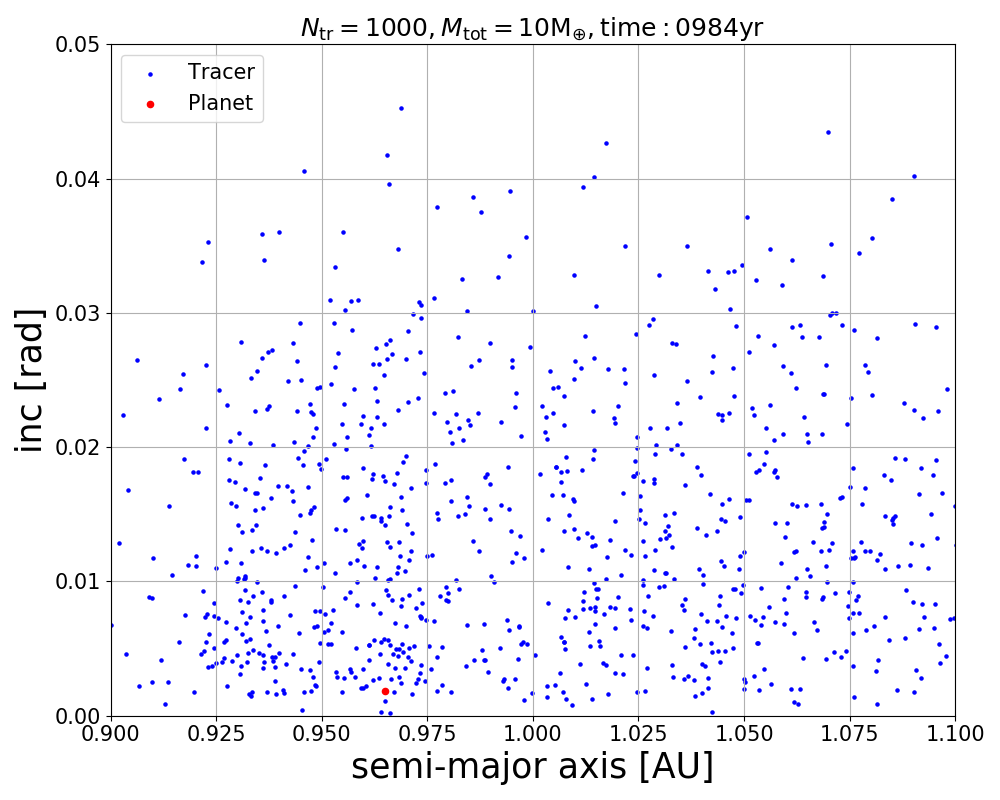 N_tr = 1000, M_tot = 10M_⊕, time : 0984yr
0.05
Tracer
Planet
0.04
0.03
inc [rad]
0.02
0.01
0.00
0.900 0.925 0.950 0.975 1.000 1.025 1.050 1.075 1.100
semi-major axis [AU]